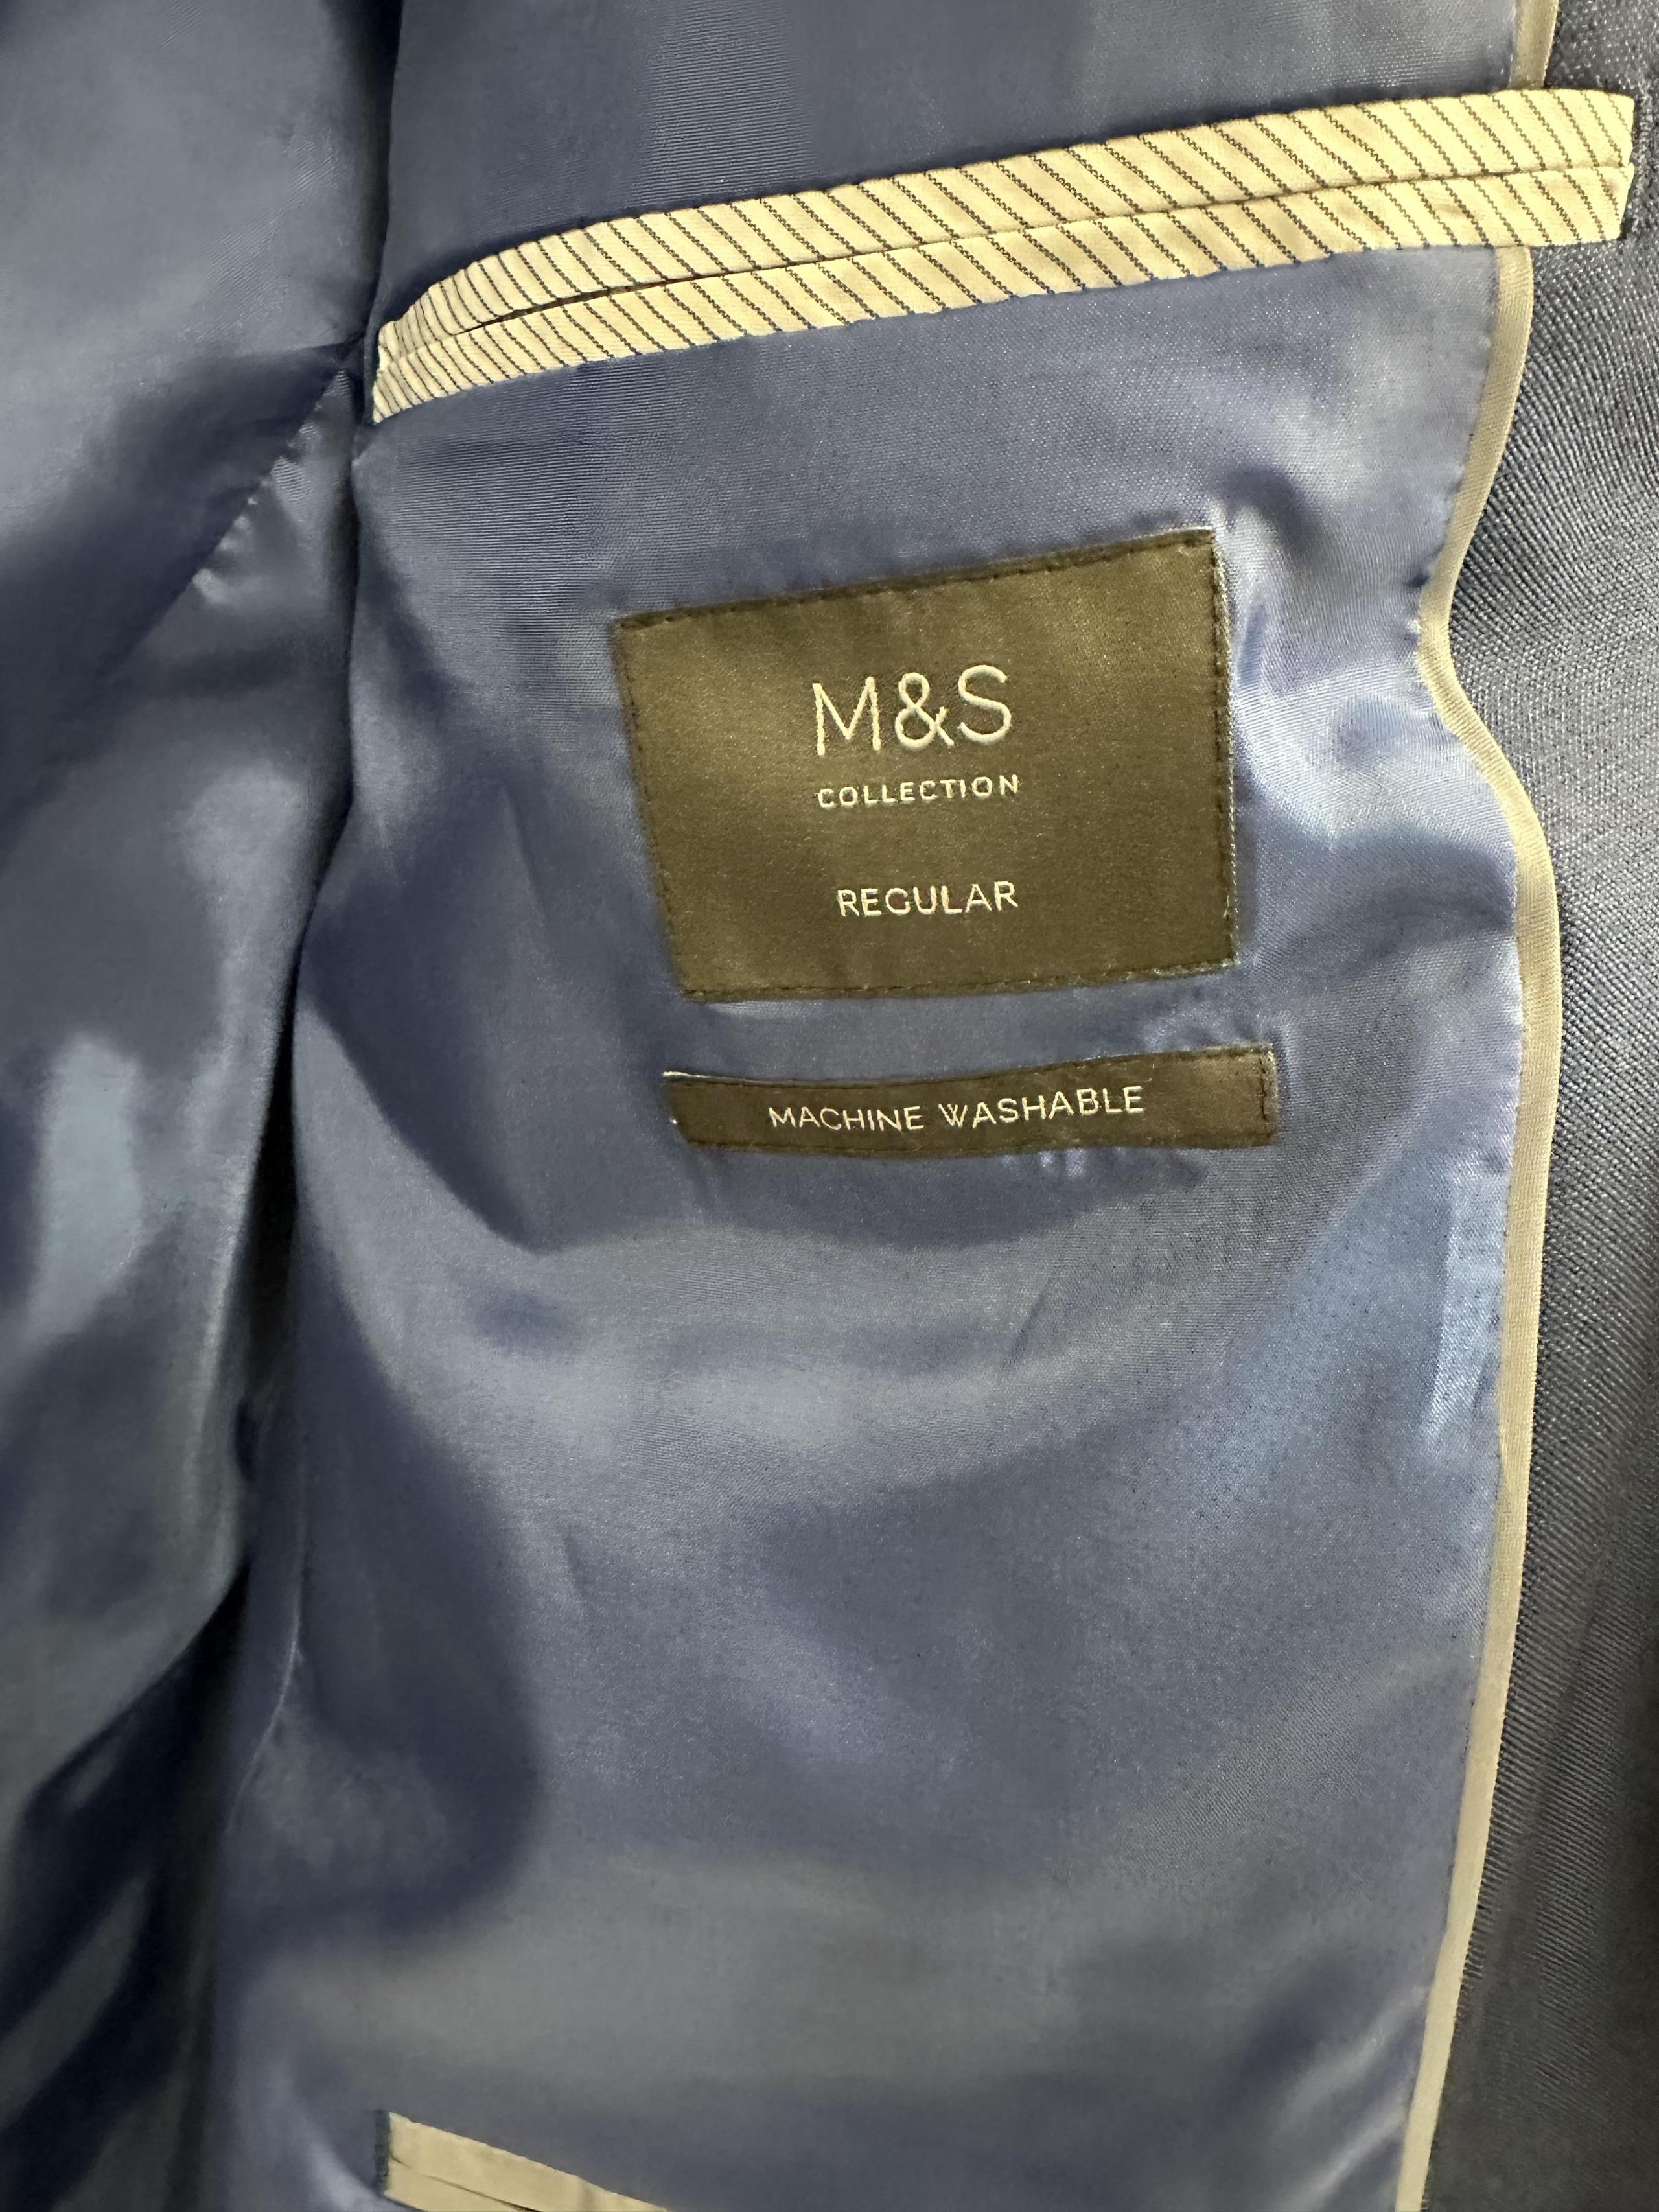 M&S
COLLECTION
REGULAR
MACHINE WASHABLE